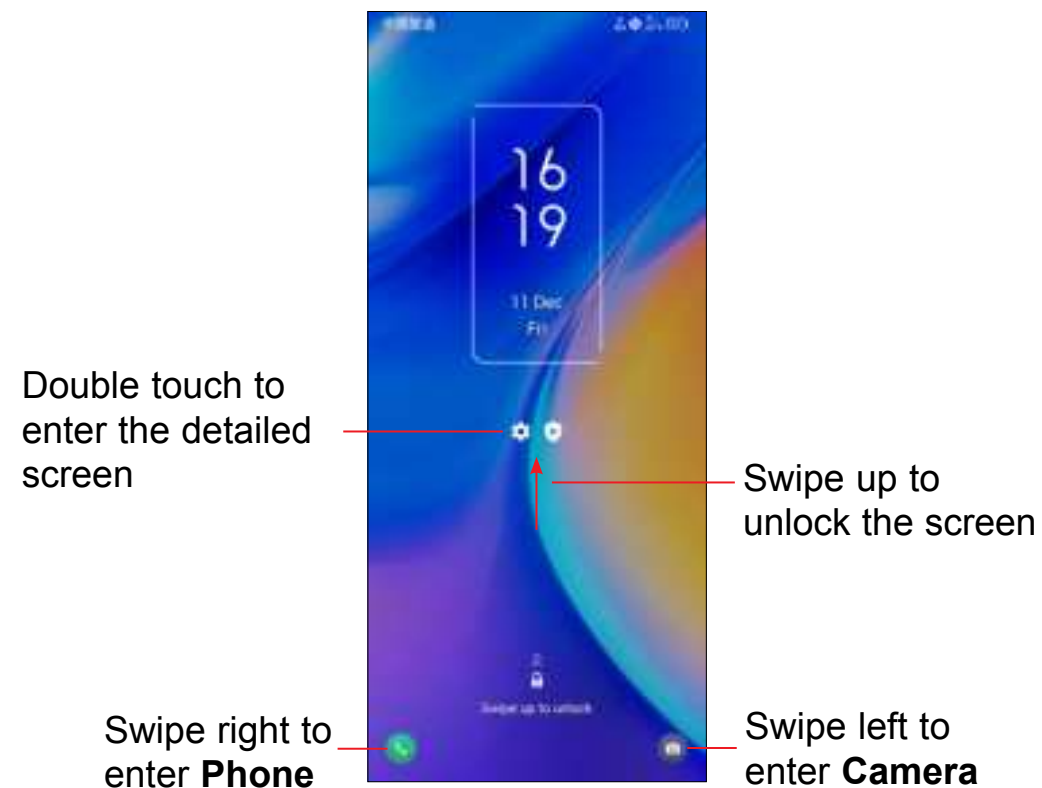 16
19
11 Dec
Fri
Double touch to
enter the detailed
screen
Swipe up to
unlock the screen
Swipe up to unlock
Swipe right to
enter Phone
Swipe left to
enter Camera